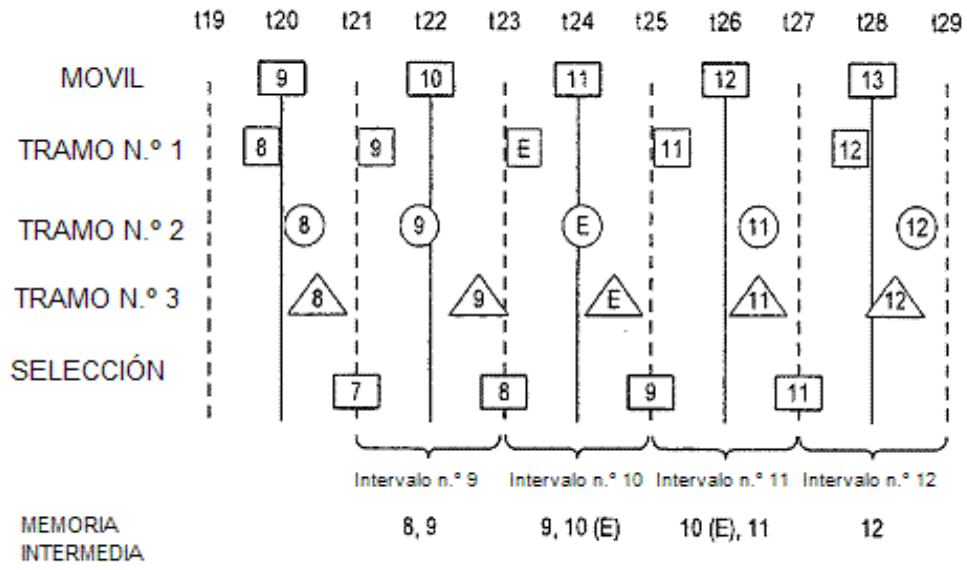 t19 t20 t21 t22 t23 t24 t25 t26 t27 t28 t29
MOVIL 9 10 11 12 13
TRAMO N.º 1 8 9 E 11 12
TRAMO N.º 2 8 9 E 11 12
TRAMO N.º 3 8 9 E 11 12
SELECCIÓN 7 8 9 11
Intervalo n.º 9 Intervalo n.º 10 Intervalo n.º 11 Intervalo n.º 12
MEMORIA
INTERMEDIA
8, 9 9, 10 (E) 10 (E), 11 12